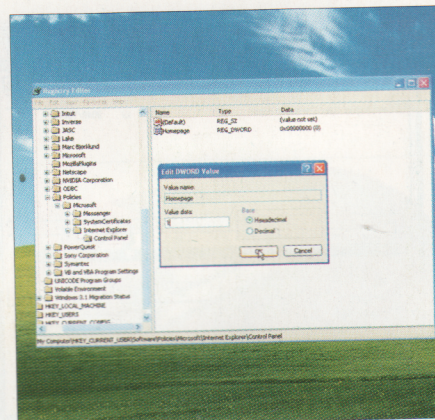 Registry Editor
File Edit View Favorites Help
Intuit
Inverse
JASC
Lake
Marc Bjorklund
Microsoft
MozillaPlugins
Netscape
NVIDIA Corporation
ODBC
Policies
Microsoft
Messenger
SystemCertificates
Internet Explorer
Control Panel
PowerQuest
Sony Corporation
Symantec
VB and VBA Program Settings
UNICODE Program Groups
Volatile Environment
Windows 3.1 Migration Status
HKEY_LOCAL_MACHINE
HKEY_USERS
HKEY_CURRENT_CONFIG
Name Type Data
(Default) REG_SZ (value not set)
Homepage REG_DWORD 0x00000000 (0)
Edit DWORD Value
Value name:
Homepage
Value data:
1
Base
Hexadecimal
Decimal
OK Cancel
My Computer\HKEY_CURRENT_USER\Software\Policies\Microsoft\Internet Explorer\Control Panel